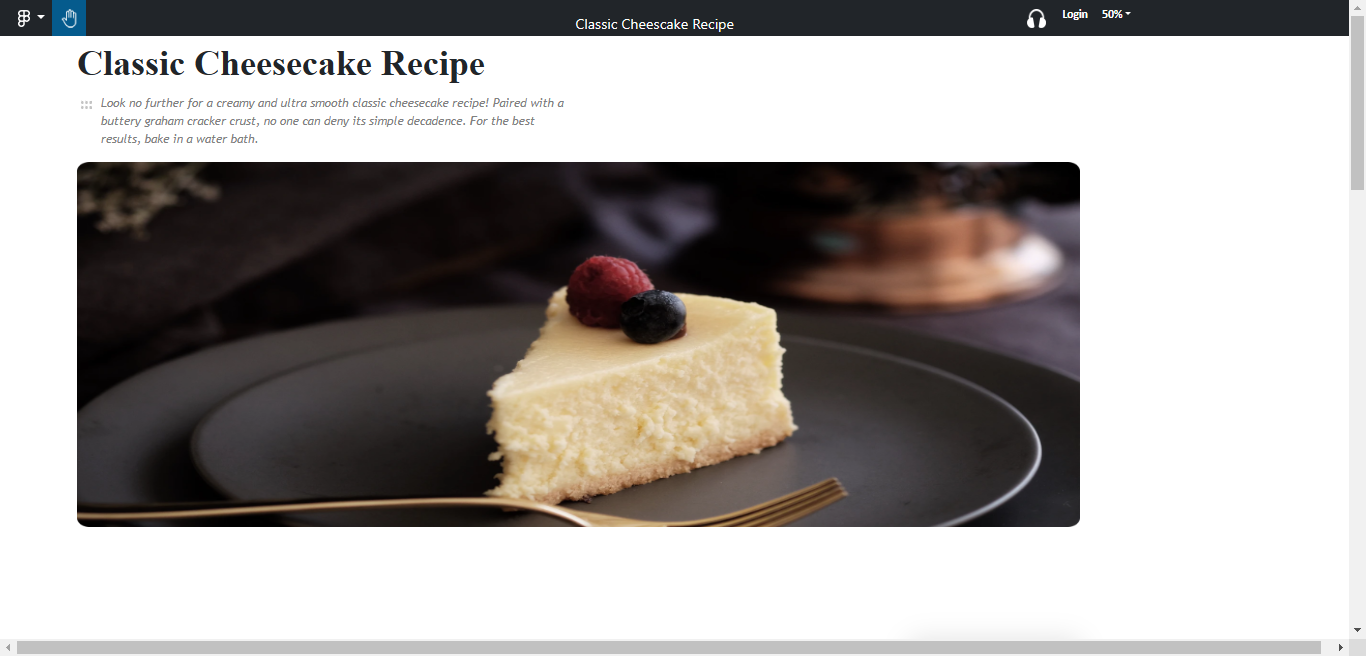 Classic Cheescake Recipe
Login
50%
Classic Cheesecake Recipe
Look no further for a creamy and ultra smooth classic cheesecake recipe! Paired with a
buttery graham cracker crust, no one can deny its simple decadence. For the best
results, bake in a water bath.